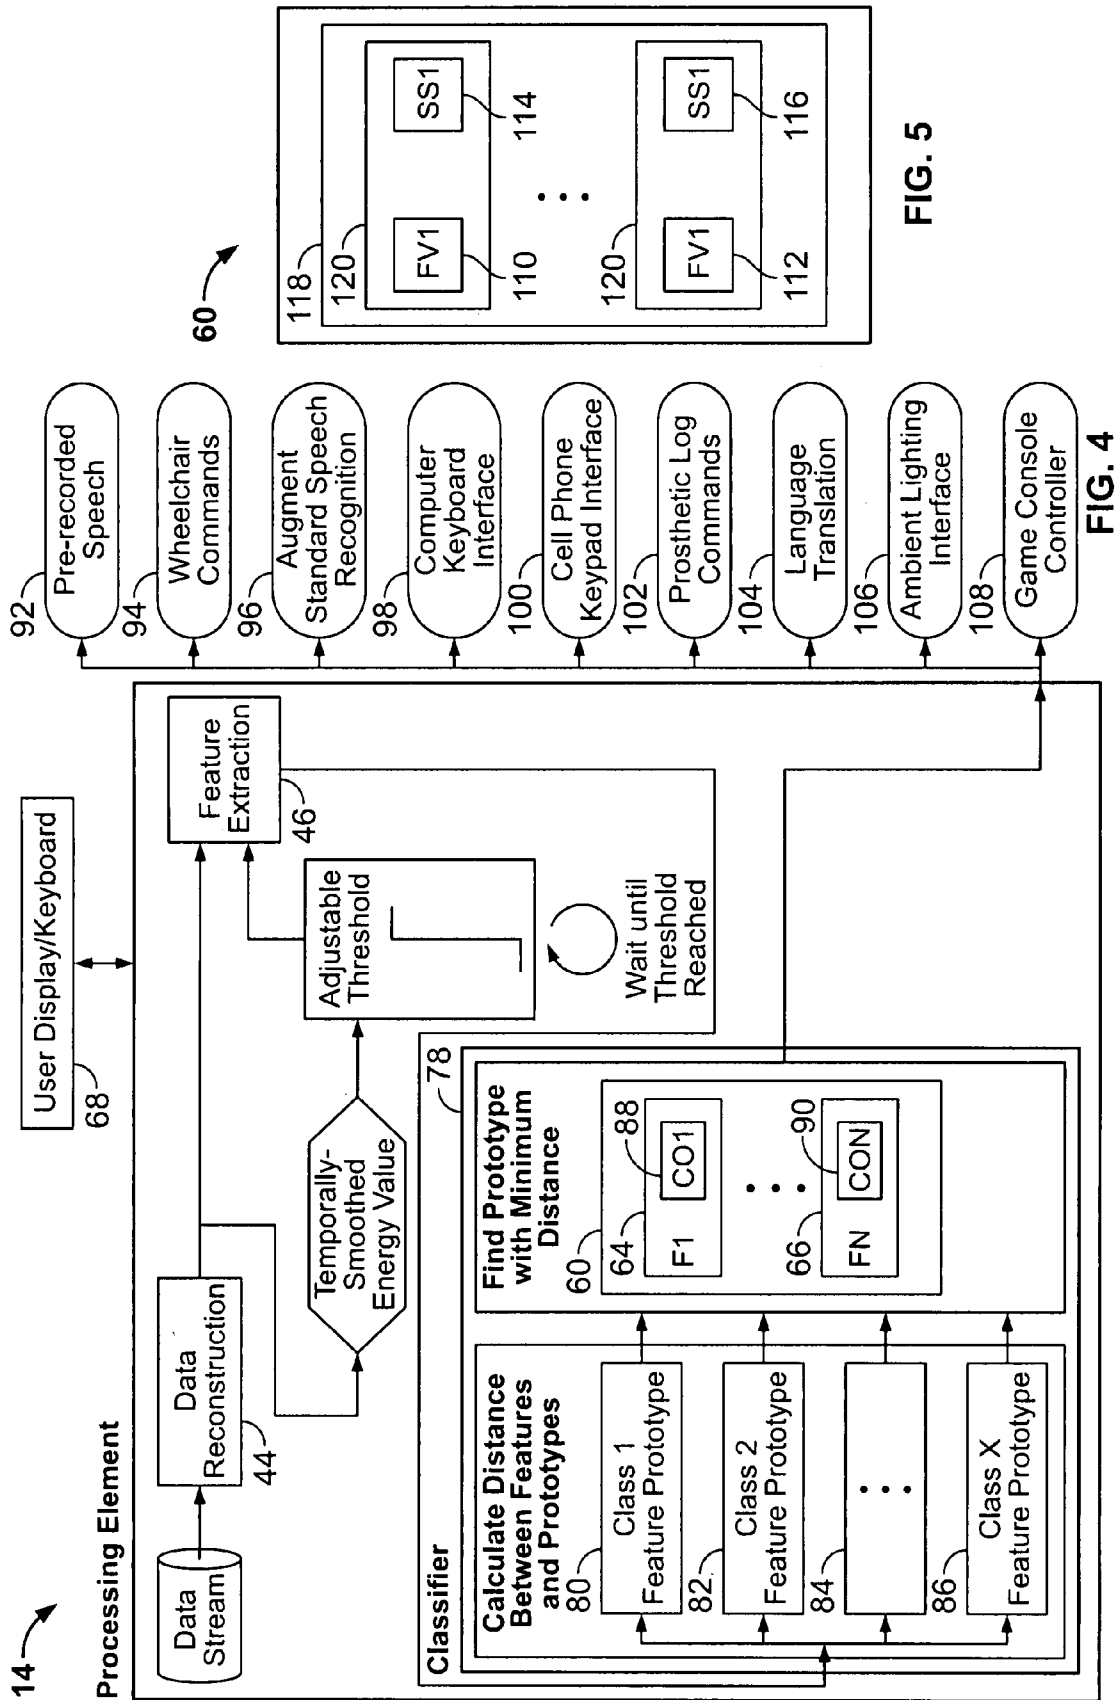 14
Processing Element
Data
Stream
Data
Reconstruction
44
User Display/Keyboard
68
Temporally-
Smoothed
Energy Value
Adjustable
Threshold
Wait until
Threshold
Reached
Feature
Extraction
46
Classifier
78
Calculate Distance
Between Features
and Prototypes
80
Class 1
Feature Prototype
82
Class 2
Feature Prototype
84
86
Class X
Feature Prototype
Find Prototype
with Minimum
Distance
60
64
F1
CO1
88
66
FN
CON
90
92
Pre-recorded
Speech
94
Wheelchair
Commands
96
Augment
Standard Speech
Recognition
98
Computer
Keyboard
Interface
100
Cell Phone
Keypad Interface
102
Prosthetic Log
Commands
104
Language
Translation
106
Ambient Lighting
Interface
108
Game Console
Controller
FIG. 4
60
118
120
FV1
110
SS1
114
120
FV1
112
SS1
116
FIG. 5